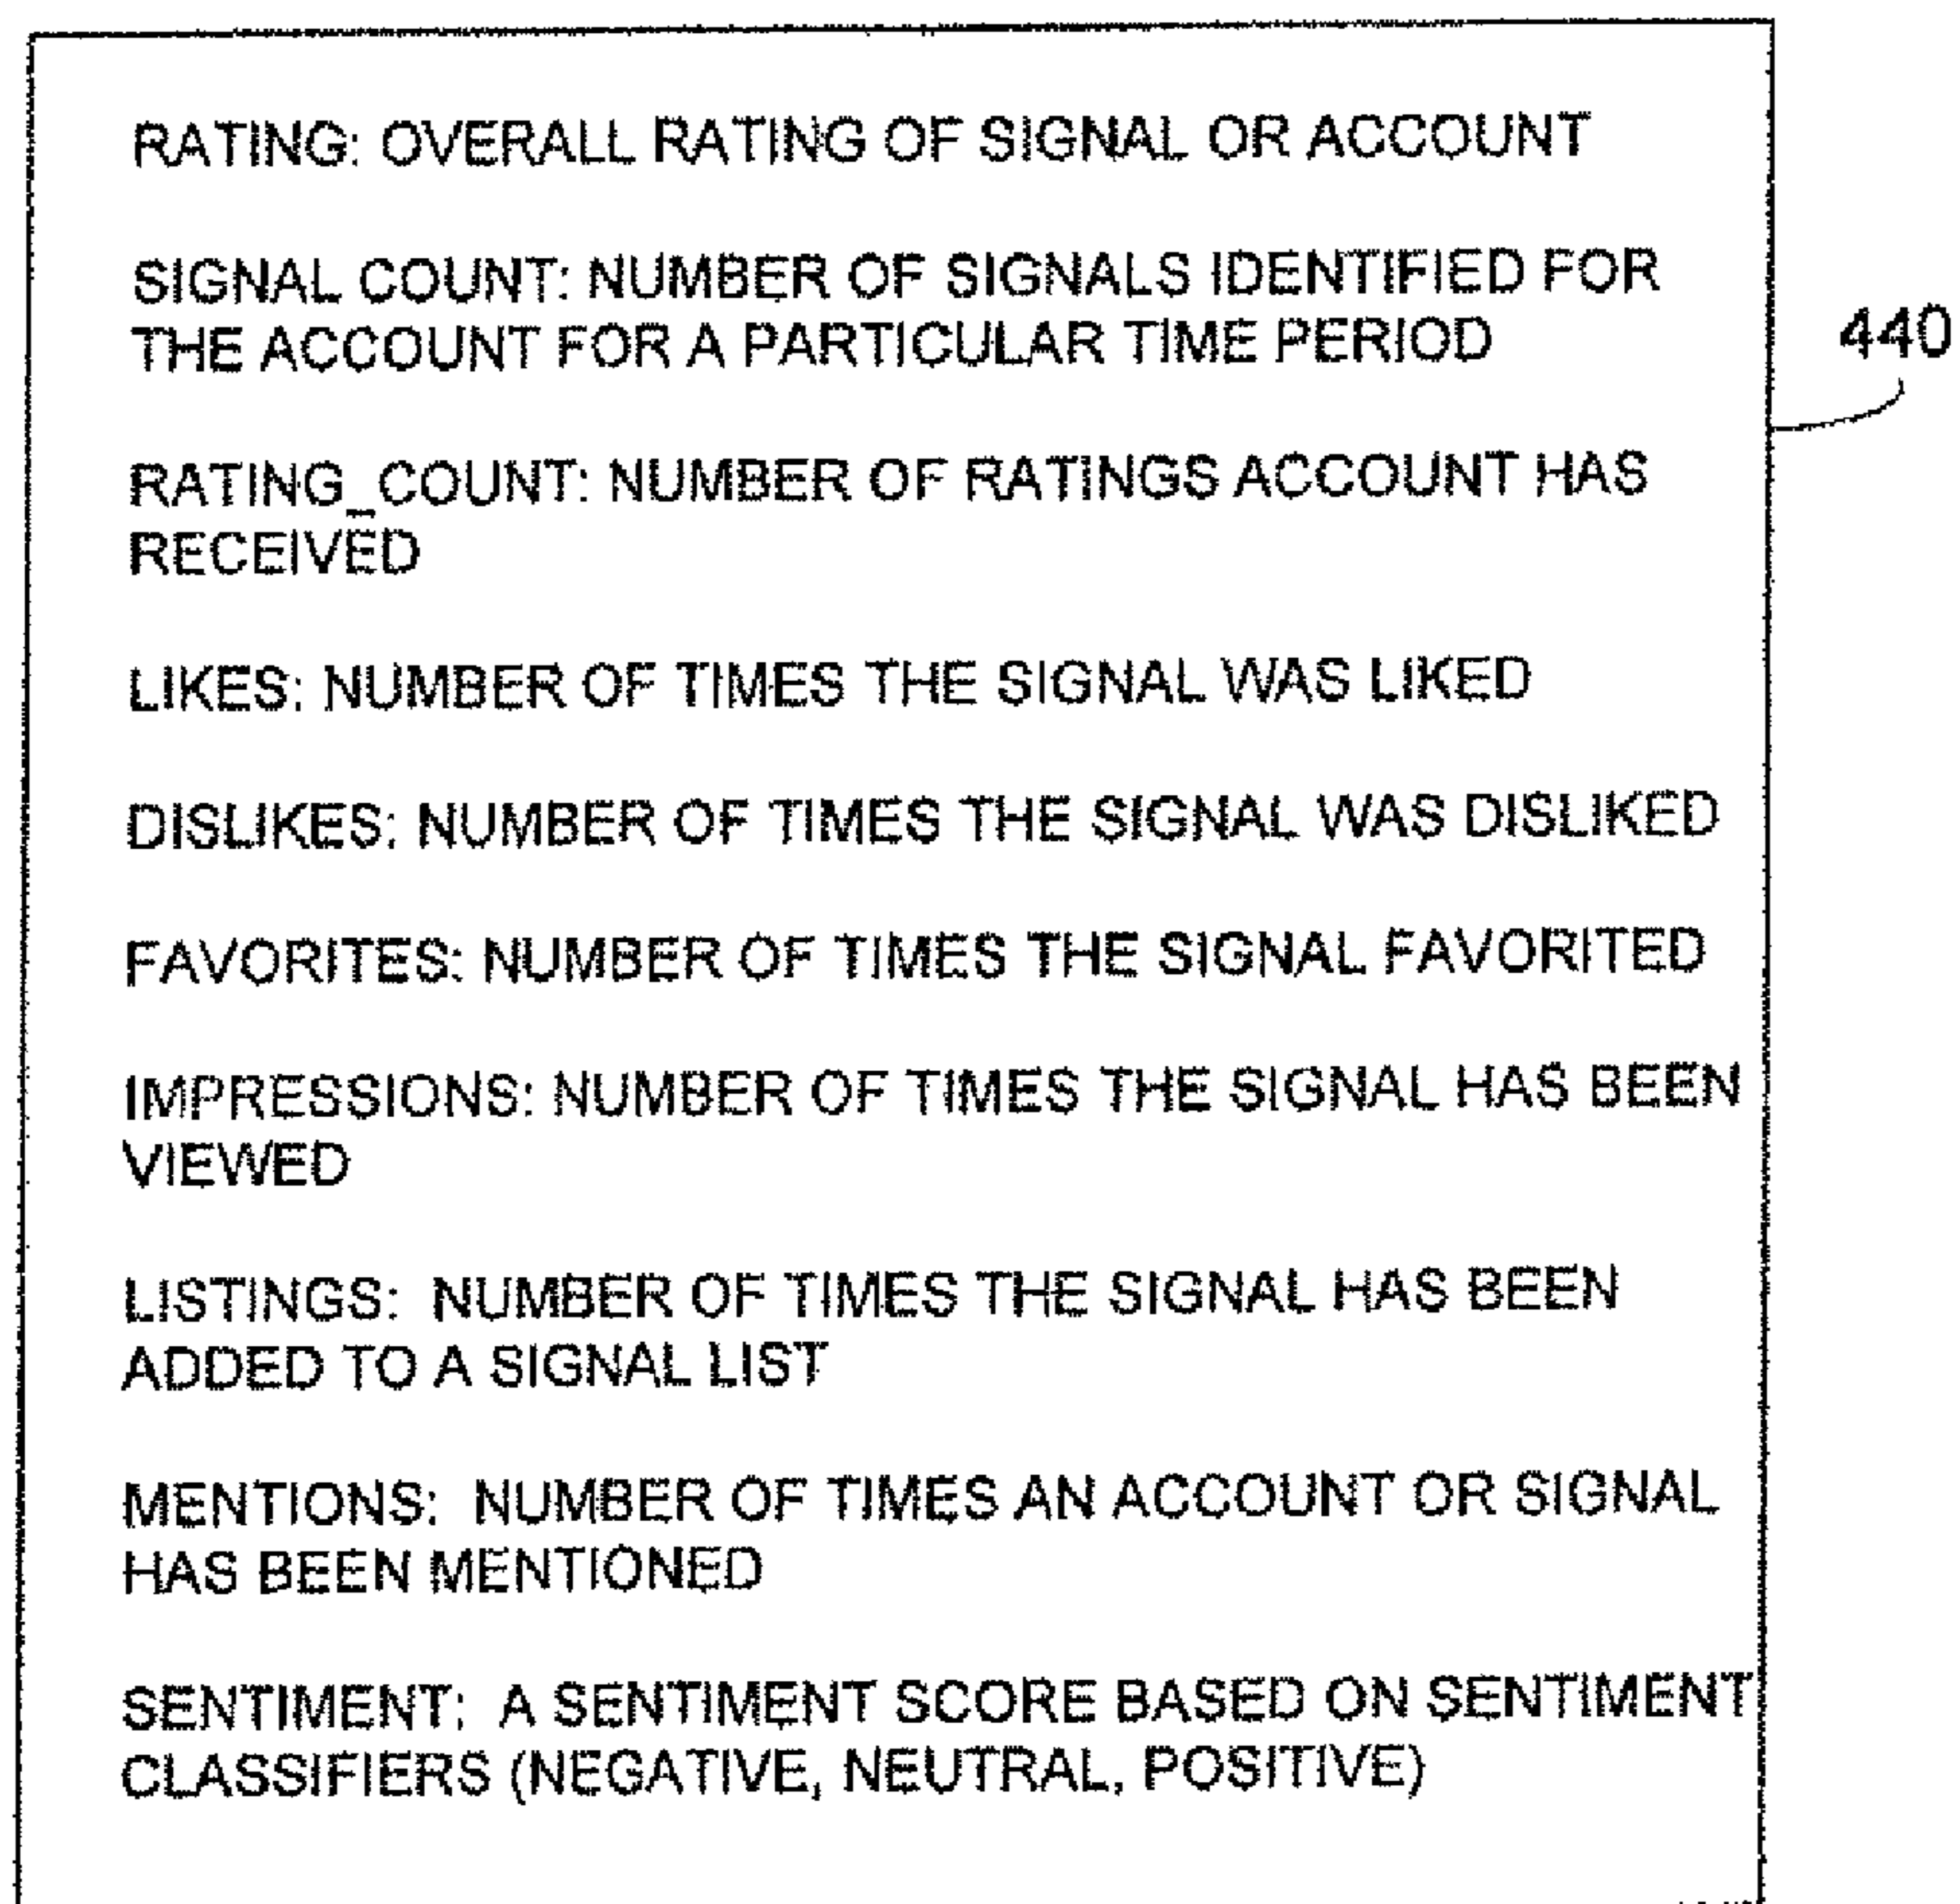 RATING: OVERALL RATING OF SIGNAL OR ACCOUNT
SIGNAL COUNT: NUMBER OF SIGNALS IDENTIFIED FOR
THE ACCOUNT FOR A PARTICULAR TIME PERIOD
440
RATING_COUNT: NUMBER OF RATINGS ACCOUNT HAS
RECEIVED
LIKES: NUMBER OF TIMES THE SIGNAL WAS LIKED
DISLIKES: NUMBER OF TIMES THE SIGNAL WAS DISLIKED
FAVORITES: NUMBER OF TIMES THE SIGNAL FAVORITED
IMPRESSIONS: NUMBER OF TIMES THE SIGNAL HAS BEEN
VIEWED
LISTINGS: NUMBER OF TIMES THE SIGNAL HAS BEEN
ADDED TO A SIGNAL LIST
MENTIONS: NUMBER OF TIMES AN ACCOUNT OR SIGNAL
HAS BEEN MENTIONED
SENTIMENT: A SENTIMENT SCORE BASED ON SENTIMENT
CLASSIFIERS (NEGATIVE, NEUTRAL, POSITIVE)